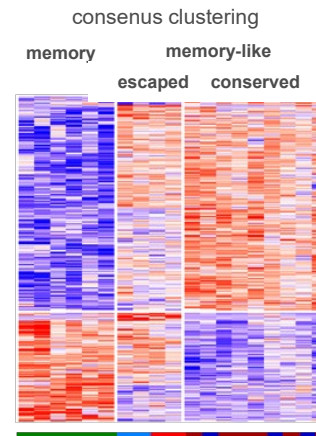 consenus clustering
memory
memory-like
escaped
conserved